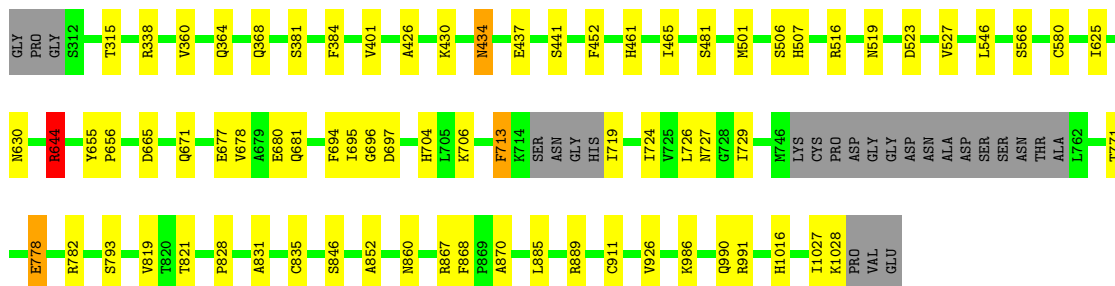 GLY PRO GLY S312 T315 R338 V360 Q364 Q368 S381 F384 V401 A426 K430 N434 E437 S441 F452 H461 I465 S481 M501 S506 H507 R516 N519 D523 V527 L546 S566 C580 I625
N630 R644 Y655 P656 D665 Q671 E677 V678 A679 E680 Q681 F694 I695 G696 D697 H704 L705 K706 F713 K714 SER ASN GLY HIS I719 I724 V725 L726 N727 G728 I729 M746 LYS CYS PRO ASP GLY GLY ASP ASN ALA ASP SER SER ASN THR ALA L762 T771
E778 R782 S793 V819 T820 T821 P828 A831 C835 S846 A852 N860 R867 F868 P869 A870 L885 R889 C911 V926 K986 Q990 R991 H1016 I1027 K1028 PRO VAL GLU